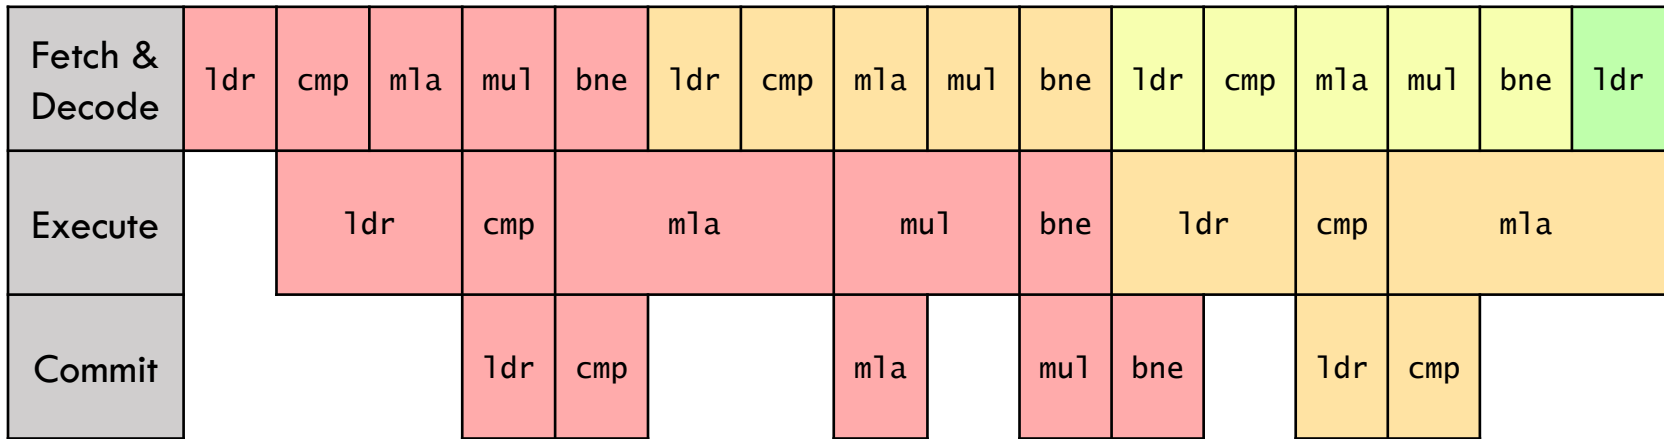 Fetch &
Decode
ldr cmp mla mul bne ldr cmp mla mul bne ldr cmp mla mul bne ldr
Execute
ldr cmp mla mul bne ldr cmp mla
Commit
ldr cmp mla mul bne ldr cmp